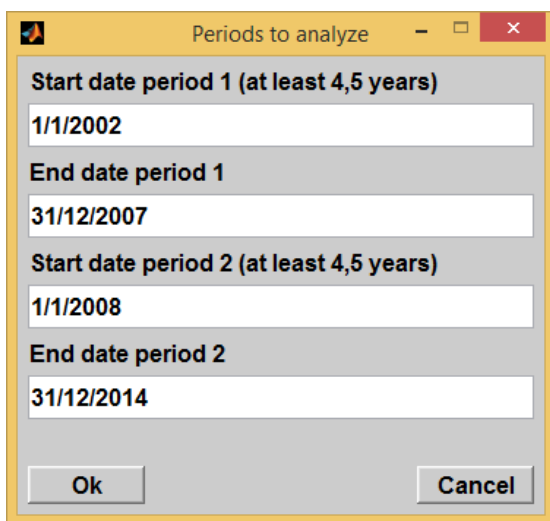 Periods to analyze
Start date period 1 (at least 4,5 years)
1/1/2002
End date period 1
31/12/2007
Start date period 2 (at least 4,5 years)
1/1/2008
End date period 2
31/12/2014
Ok Cancel